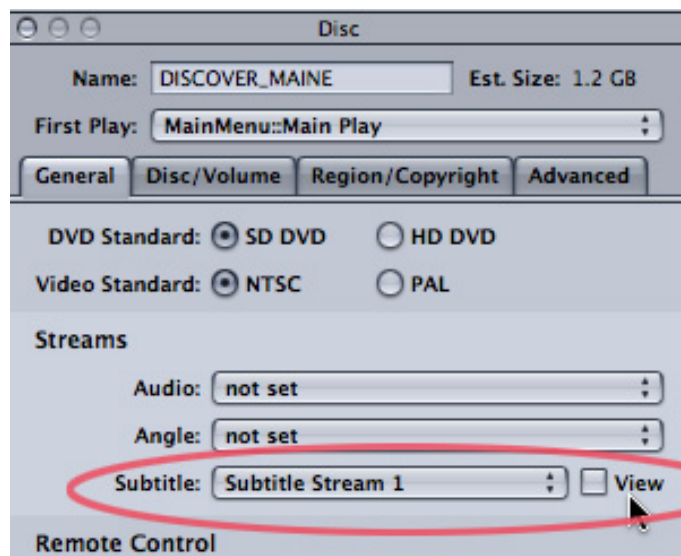 Disc
Name: DISCOVER_MAINE Est. Size: 1.2 GB
First Play: MainMenu::Main Play
General Disc/Volume Region/Copyright Advanced
DVD Standard: SD DVD HD DVD
Video Standard: NTSC PAL
Streams
Audio: not set
Angle: not set
Subtitle: Subtitle Stream 1 View
Remote Control